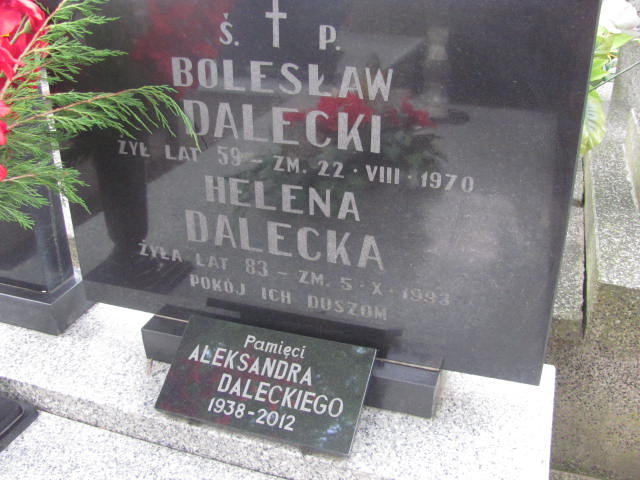 Ś. P.
BOLESŁAW
DALECKI
ŻYŁ LAT 59 - ZM. 22 · VIII · 1970
HELENA
DALECKA
ŻYŁA LAT 83 - ZM. 5 · X · 1993
POKÓJ ICH DUSZOM
Pamięci
ALEKSANDRA
DALECKIEGO
1938-2012